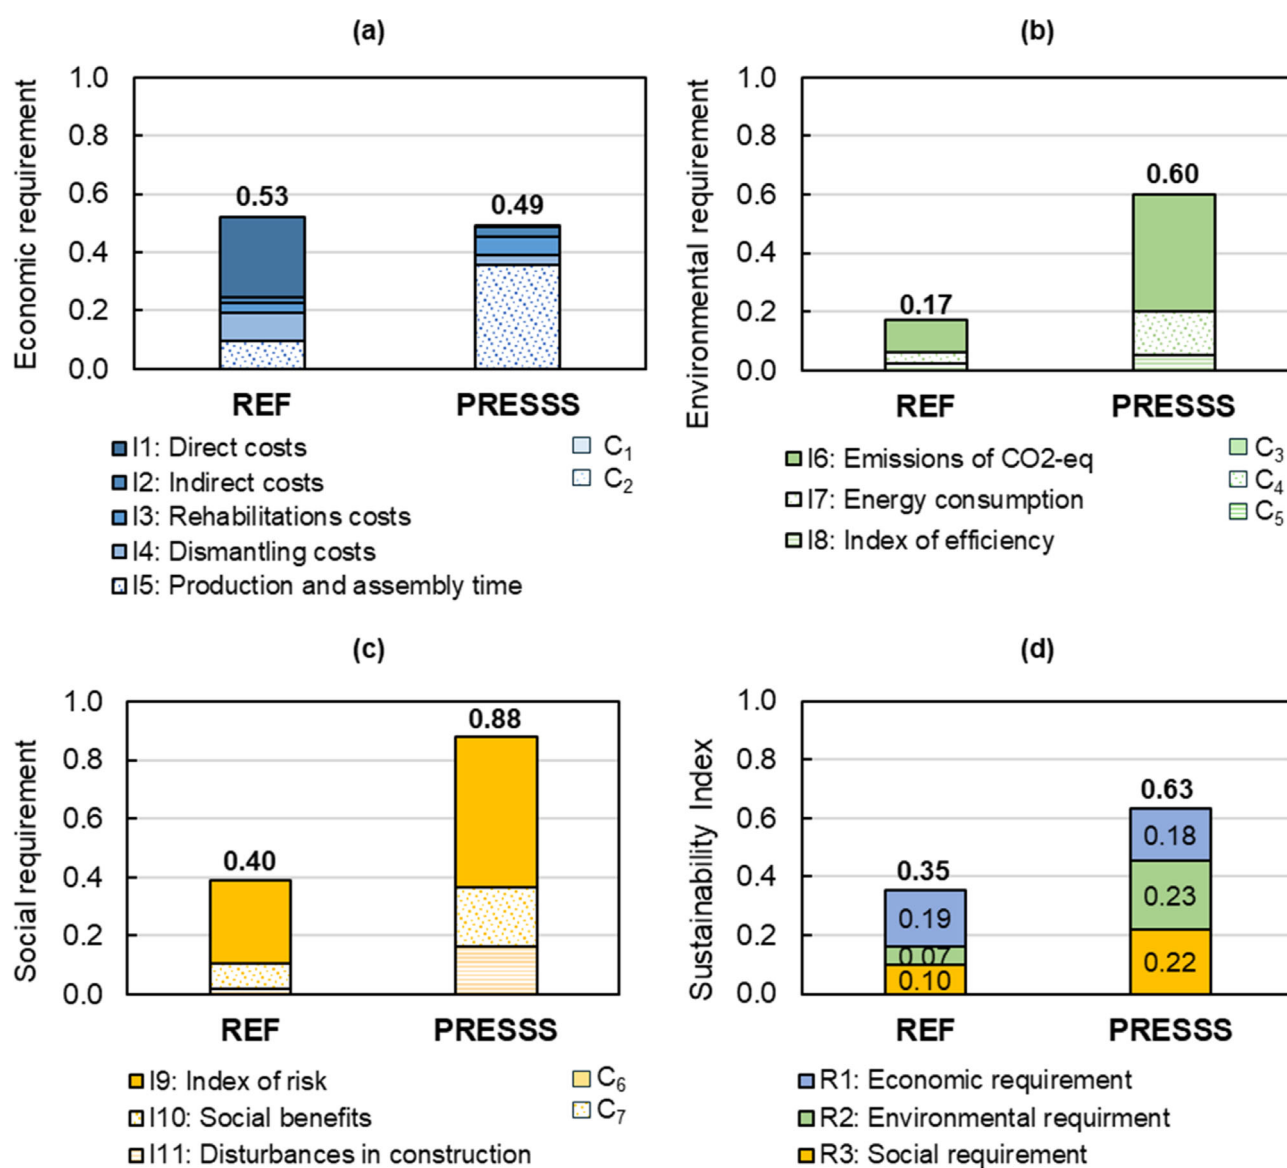 (a)
Economic requirement
1.0
0.8
0.6
0.4
0.2
0.0
0.53
0.49
REF
PRESSS
I1: Direct costs
I2: Indirect costs
I3: Rehabilitations costs
I4: Dismantling costs
I5: Production and assembly time
C1
C2
(b)
Environmental requirement
1.0
0.8
0.6
0.4
0.2
0.0
0.17
0.60
REF
PRESSS
I6: Emissions of CO2-eq
I7: Energy consumption
I8: Index of efficiency
C3
C4
C5
(c)
Social requirement
1.0
0.8
0.6
0.4
0.2
0.0
0.40
0.88
REF
PRESSS
I9: Index of risk
I10: Social benefits
I11: Disturbances in construction
C6
C7
(d)
Sustainability Index
1.0
0.8
0.6
0.4
0.2
0.0
0.35
0.19
0.07
0.10
0.63
0.18
0.23
0.22
REF
PRESSS
R1: Economic requirement
R2: Environmental requirment
R3: Social requirement